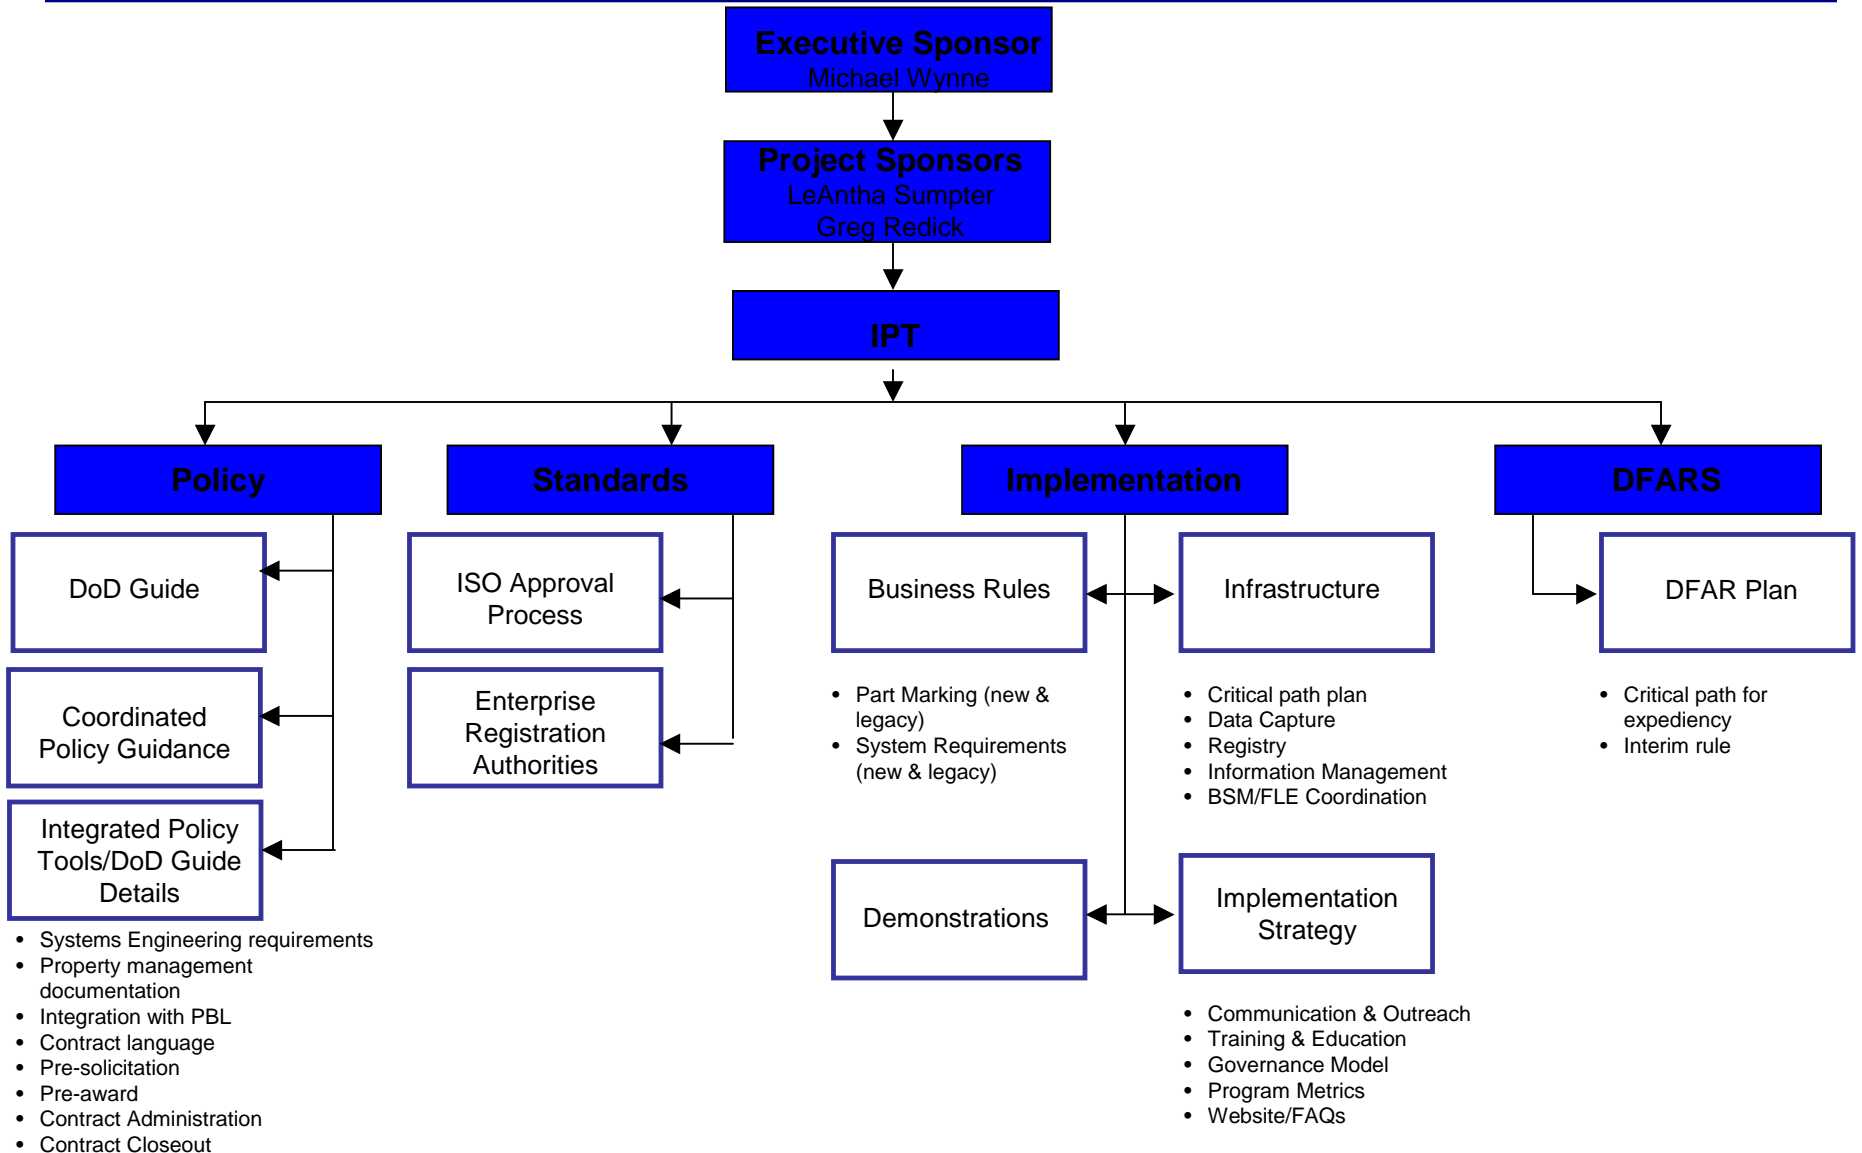 Executive Sponsor
Michael Wynne
Project Sponsors
LeAntha Sumpter
Greg Redick
IPT
Policy
Standards
Implementation
DFARS
DoD Guide
Coordinated
Policy Guidance
Integrated Policy
Tools/DoD Guide
Details
• Systems Engineering requirements
• Property management
documentation
• Integration with PBL
• Contract language
• Pre-solicitation
• Pre-award
• Contract Administration
• Contract Closeout
ISO Approval
Process
Enterprise
Registration
Authorities
Business Rules
• Part Marking (new &
legacy)
• System Requirements
(new & legacy)
Infrastructure
• Critical path plan
• Data Capture
• Registry
• Information Management
• BSM/FLE Coordination
Demonstrations
Implementation
Strategy
• Communication & Outreach
• Training & Education
• Governance Model
• Program Metrics
• Website/FAQs
DFAR Plan
• Critical path for
expediency
• Interim rule